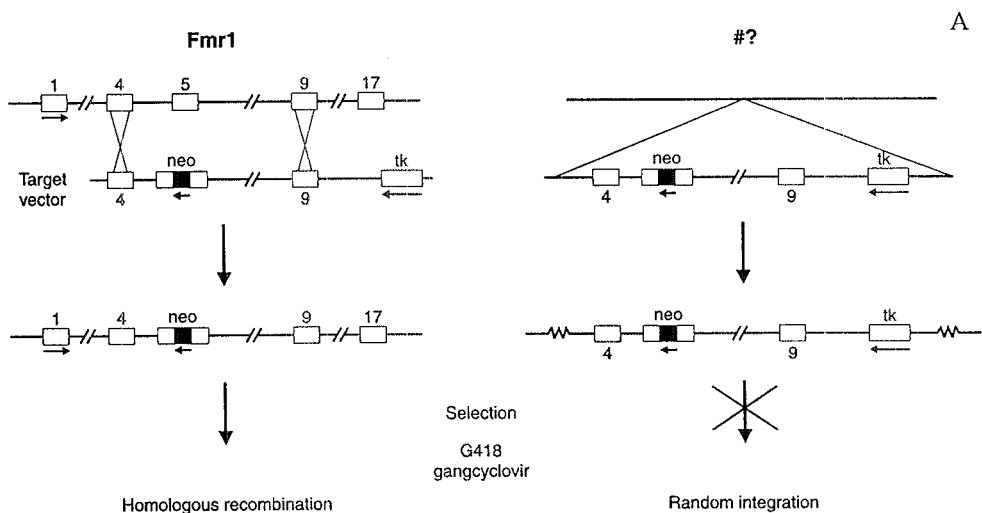 A
Fmr1
#?
1 4 5 9 17
neo tk
Target
vector
4 9
neo tk
4 9
1 4 neo 9 17
neo tk
4 9
Selection
G418
gangcyclovir
Homologous recombination
Random integration